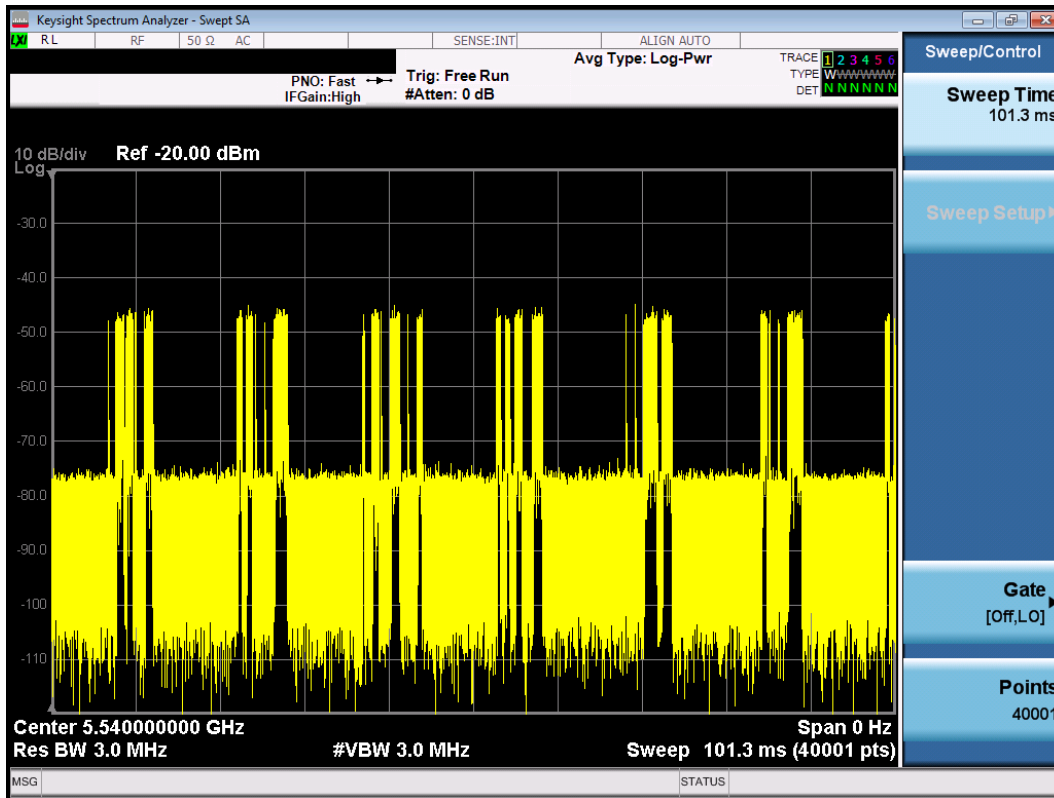 Keysight Spectrum Analyzer - Swept SA
LXI RL RF 50 Ω AC SENSE:INT ALIGN AUTO
Sweep/Control
Avg Type: Log-Pwr
TRACE 1 2 3 4 5 6
PNO: Fast Trig: Free Run
TYPE WWWWWWW
IFGain:High #Atten: 0 dB
DET N N N N N N
Sweep Time
101.3 ms
10 dB/div Ref -20.00 dBm
Log
Sweep Setup
-30.0
-40.0
-50.0
-60.0
-70.0
-80.0
-90.0
-100
-110
Gate
[Off,LO]
Points
40001
Center 5.540000000 GHz Span 0 Hz
Res BW 3.0 MHz #VBW 3.0 MHz Sweep 101.3 ms (40001 pts)
MSG STATUS